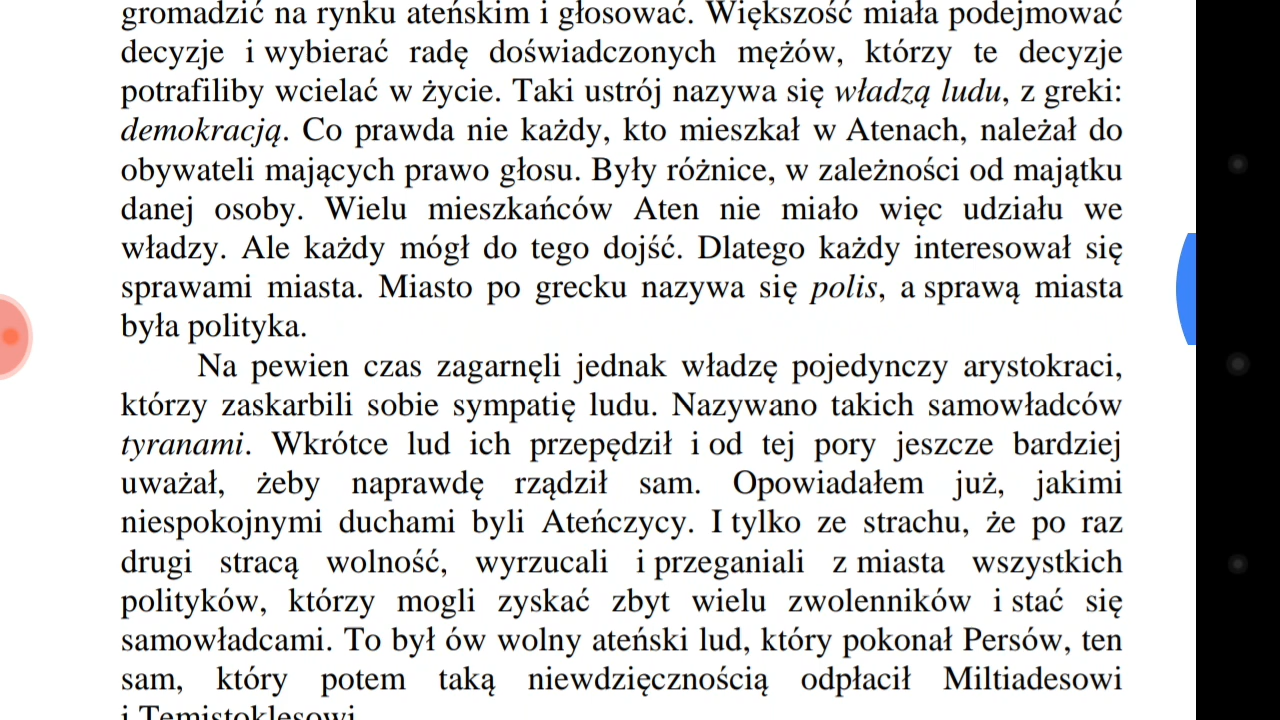 gromadzić na rynku ateńskim i głosować. Większość miała podejmować
decyzje i wybierać radę doświadczonych mężów, którzy te decyzje
potrafiliby wcielać w życie. Taki ustrój nazywa się władzą ludu, z greki:
demokracją. Co prawda nie każdy, kto mieszkał w Atenach, należał do
obywateli mających prawo głosu. Były różnice, w zależności od majątku
danej osoby. Wielu mieszkańców Aten nie miało więc udziału we
władzy. Ale każdy mógł do tego dojść. Dlatego każdy interesował się
sprawami miasta. Miasto po grecku nazywa się polis, a sprawą miasta
była polityka.
Na pewien czas zagarnęli jednak władzę pojedynczy arystokraci,
którzy zaskarbili sobie sympatię ludu. Nazywano takich samowładców
tyranami. Wkrótce lud ich przepędził i od tej pory jeszcze bardziej
uważał, żeby naprawdę rządził sam. Opowiadałem już, jakimi
niespokojnymi duchami byli Ateńczycy. I tylko ze strachu, że po raz
drugi stracą wolność, wyrzucali i przeganiali z miasta wszystkich
polityków, którzy mogli zyskać zbyt wielu zwolenników i stać się
samowładcami. To był ów wolny ateński lud, który pokonał Persów, ten
sam, który potem taką niewdzięcznością odpłacił Miltiadesowi
i Temistoklesowi.